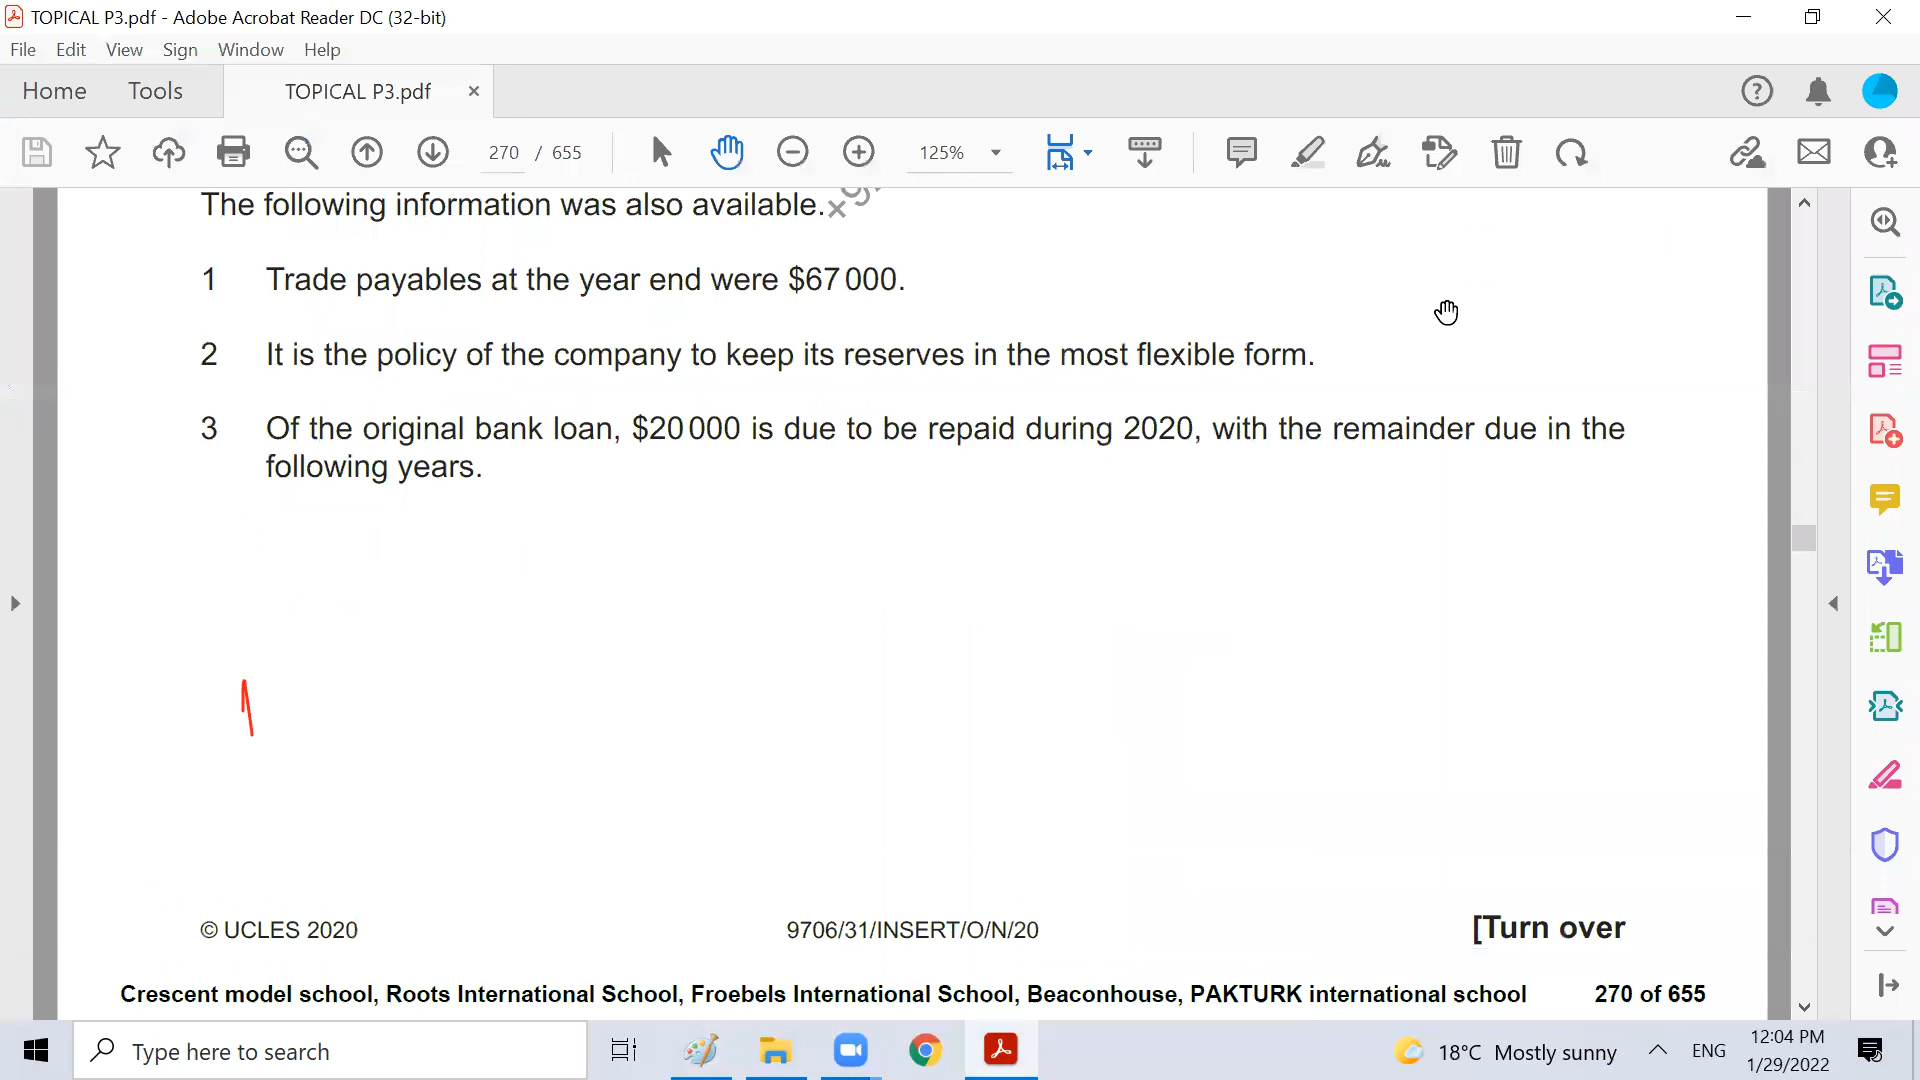 TOPICAL P3.pdf - Adobe Acrobat Reader DC (32-bit)
File Edit View Sign Window Help
Home Tools TOPICAL P3.pdf ×
270 / 655 125%
The following information was also available.
1 Trade payables at the year end were $67 000.
2 It is the policy of the company to keep its reserves in the most flexible form.
3 Of the original bank loan, $20 000 is due to be repaid during 2020, with the remainder due in the
following years.
© UCLES 2020 9706/31/INSERT/O/N/20 [Turn over
Crescent model school, Roots International School, Froebels International School, Beaconhouse, PAKTURK international school 270 of 655
Type here to search 18°C Mostly sunny ENG 12:04 PM
1/29/2022